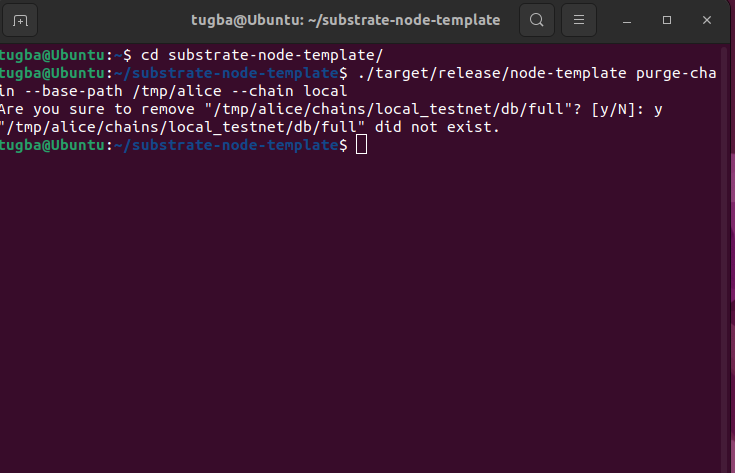 tugba@Ubuntu: ~/substrate-node-template
tugba@Ubuntu:~$ cd substrate-node-template/
tugba@Ubuntu:~/substrate-node-template$ ./target/release/node-template purge-cha
in --base-path /tmp/alice --chain local
Are you sure to remove "/tmp/alice/chains/local_testnet/db/full"? [y/N]: y
"/tmp/alice/chains/local_testnet/db/full" did not exist.
tugba@Ubuntu:~/substrate-node-template$